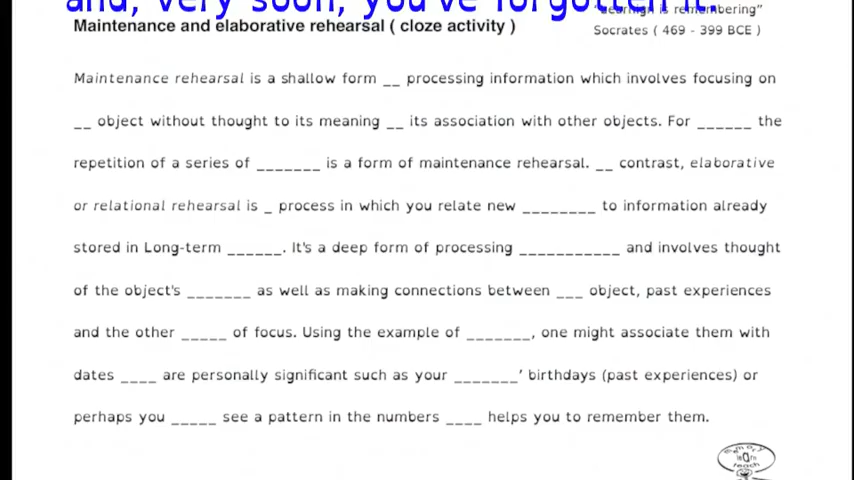 and, very soon, you've forgotten it.
"Learning is remembering"
Maintenance and elaborative rehearsal ( cloze activity )
Socrates ( 469 - 399 BCE )
Maintenance rehearsal is a shallow form __ processing information which involves focusing on
__ object without thought to its meaning __ its association with other objects. For ______ the
repetition of a series of _______ is a form of maintenance rehearsal. __ contrast, elaborative
or relational rehearsal is _ process in which you relate new ________ to information already
stored in Long-term ______. It's a deep form of processing ___________ and involves thought
of the object's _______ as well as making connections between ___ object, past experiences
and the other _____ of focus. Using the example of _______, one might associate them with
dates ____ are personally significant such as your _______' birthdays (past experiences) or
perhaps you _____ see a pattern in the numbers ____ helps you to remember them.
memory
learn
teach